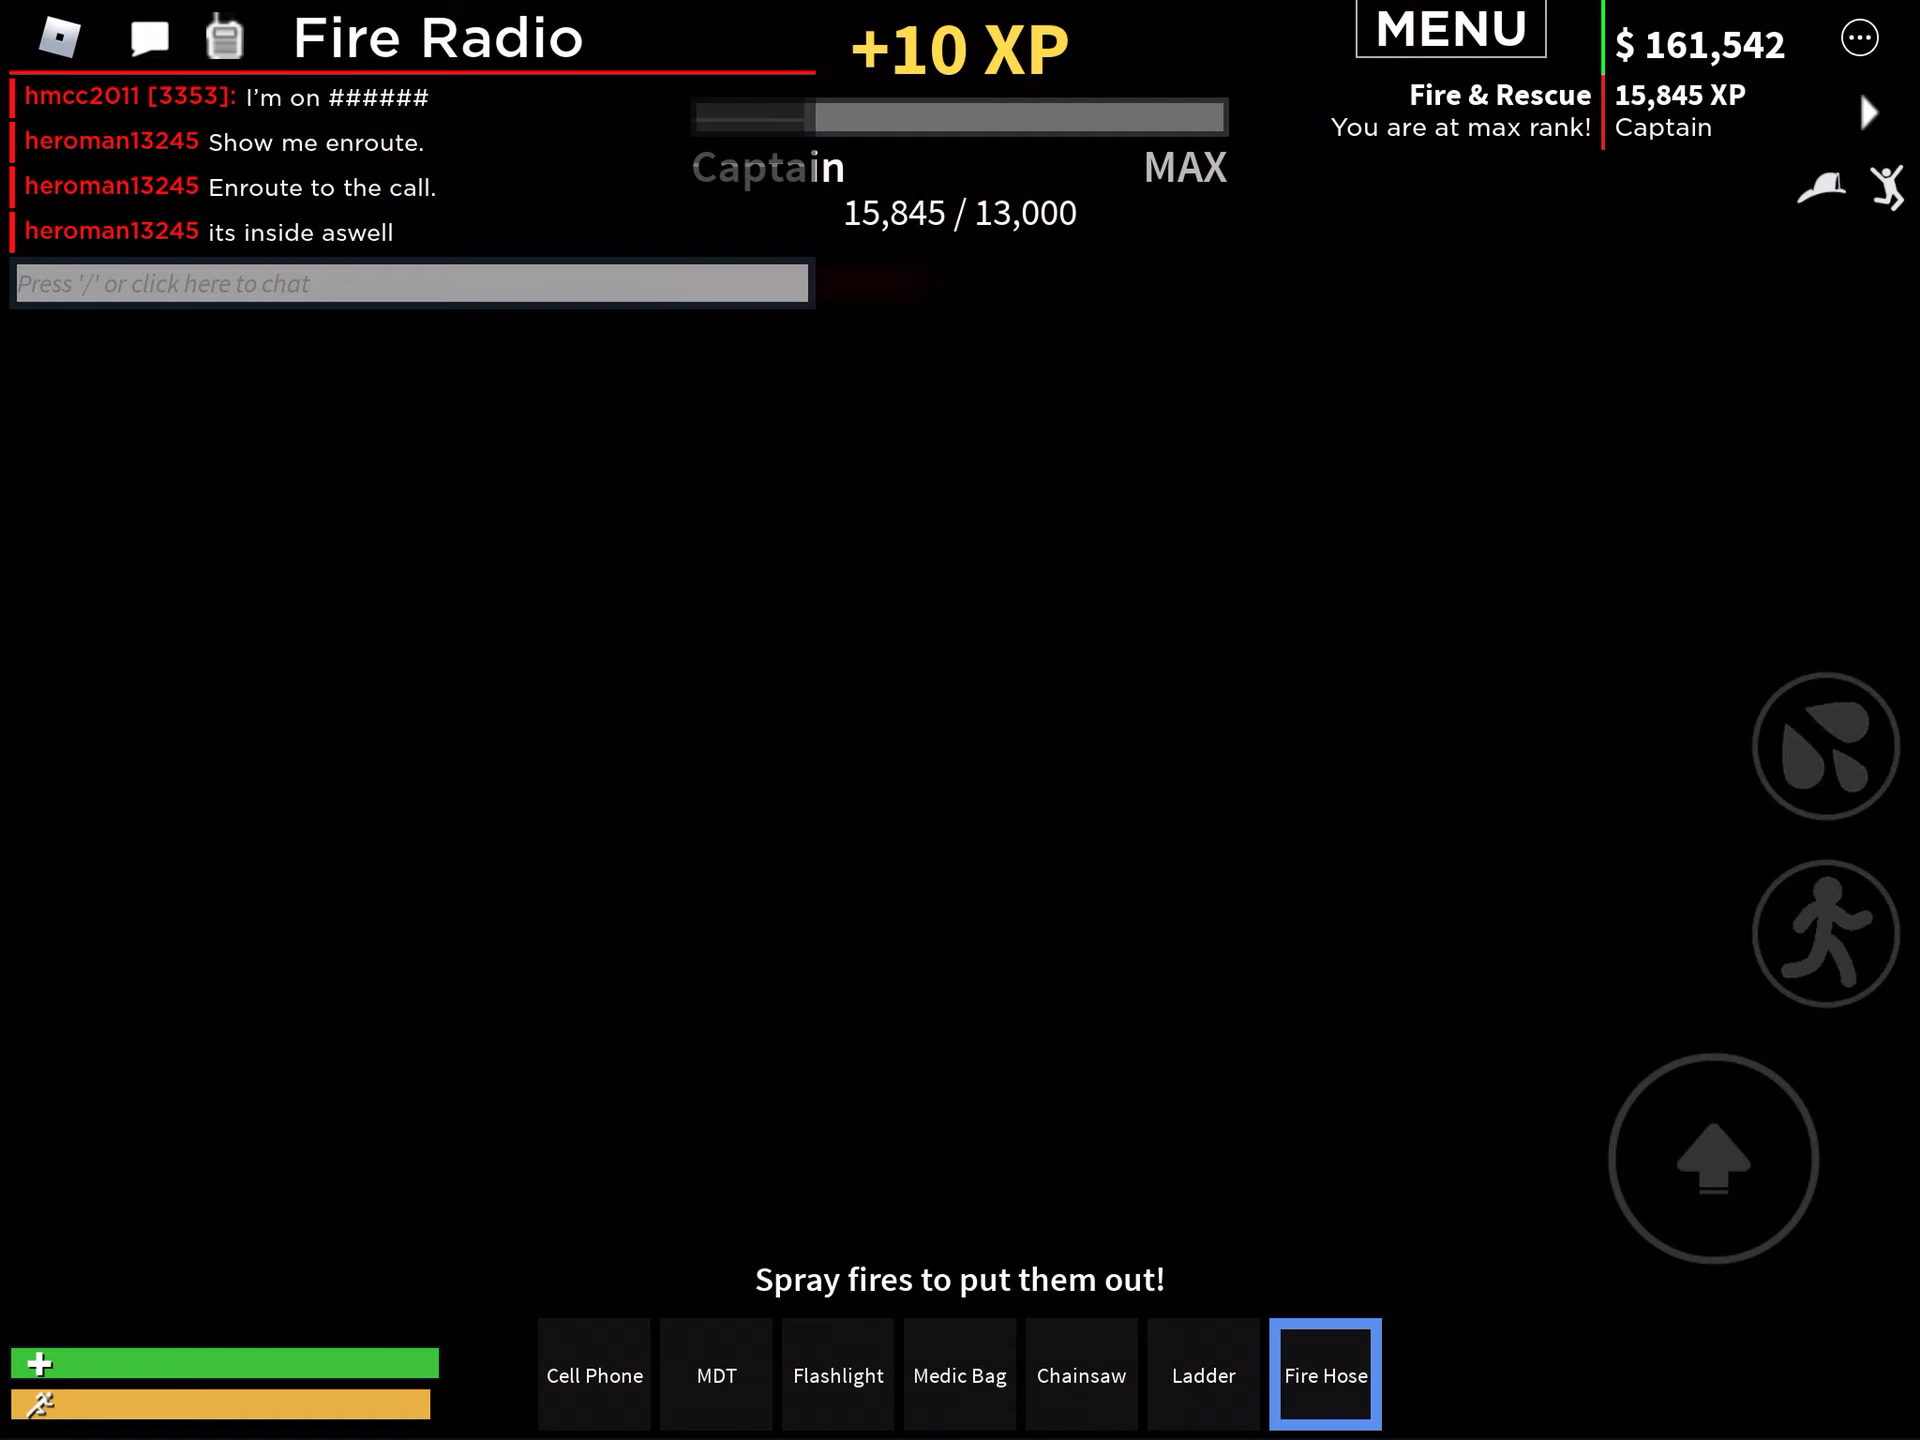 Fire Radio
hmcc2011 [3353]: I'm on ######
heroman13245 Show me enroute.
heroman13245 Enroute to the call.
heroman13245 its inside aswell
Press '/' or click here to chat
+10 XP
Captain MAX
15,845 / 13,000
MENU
$ 161,542
Fire & Rescue 15,845 XP
You are at max rank! Captain
Spray fires to put them out!
Cell Phone MDT Flashlight Medic Bag Chainsaw Ladder Fire Hose